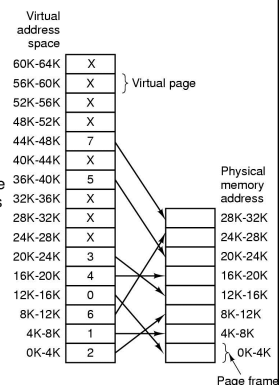 Virtual
address
space
60K-64K X
56K-60K X } Virtual page
52K-56K X
48K-52K X
44K-48K 7
40K-44K X
36K-40K 5
32K-36K X
28K-32K X
24K-28K X
20K-24K 3
16K-20K 4
12K-16K 0
8K-12K 6
4K-8K 1
0K-4K 2
Physical
memory
address
28K-32K
24K-28K
20K-24K
16K-20K
12K-16K
8K-12K
4K-8K
0K-4K
Page frame
e
s